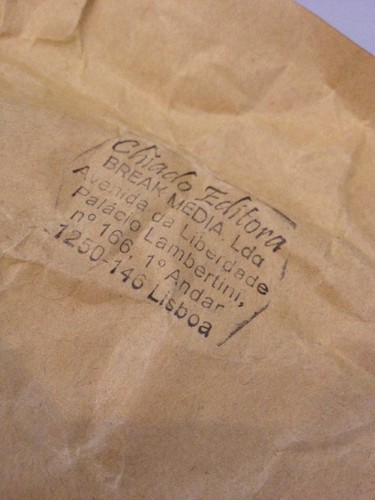 Chiado Editora
BREAK MEDIA Lda
Avenida da Liberdade
Palácio Lambertini,
nº 166, 1º Andar
1250-146 Lisboa